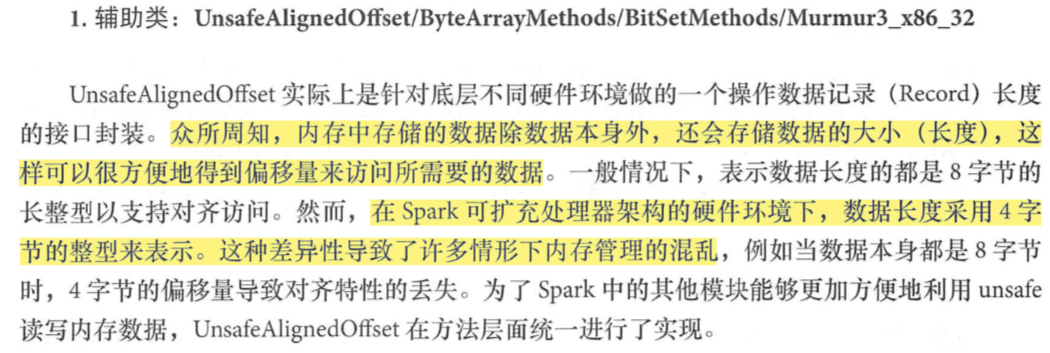 1. 辅助类：UnsafeAlignedOffset/ByteArrayMethods/BitSetMethods/Murmur3_x86_32
UnsafeAlignedOffset 实际上是针对底层不同硬件环境做的一个操作数据记录（Record）长度
的接口封装。众所周知，内存中存储的数据除数据本身外，还会存储数据的大小（长度），这
样可以很方便地得到偏移量来访问所需要的数据。一般情况下，表示数据长度的都是 8 字节的
长整型以支持对齐访问。然而，在 Spark 可扩充处理器架构的硬件环境下，数据长度采用 4 字
节的整型来表示。这种差异性导致了许多情形下内存管理的混乱，例如当数据本身都是 8 字节
时，4 字节的偏移量导致对齐特性的丢失。为了 Spark 中的其他模块能够更加方便地利用 unsafe
读写内存数据，UnsafeAlignedOffset 在方法层面统一进行了实现。